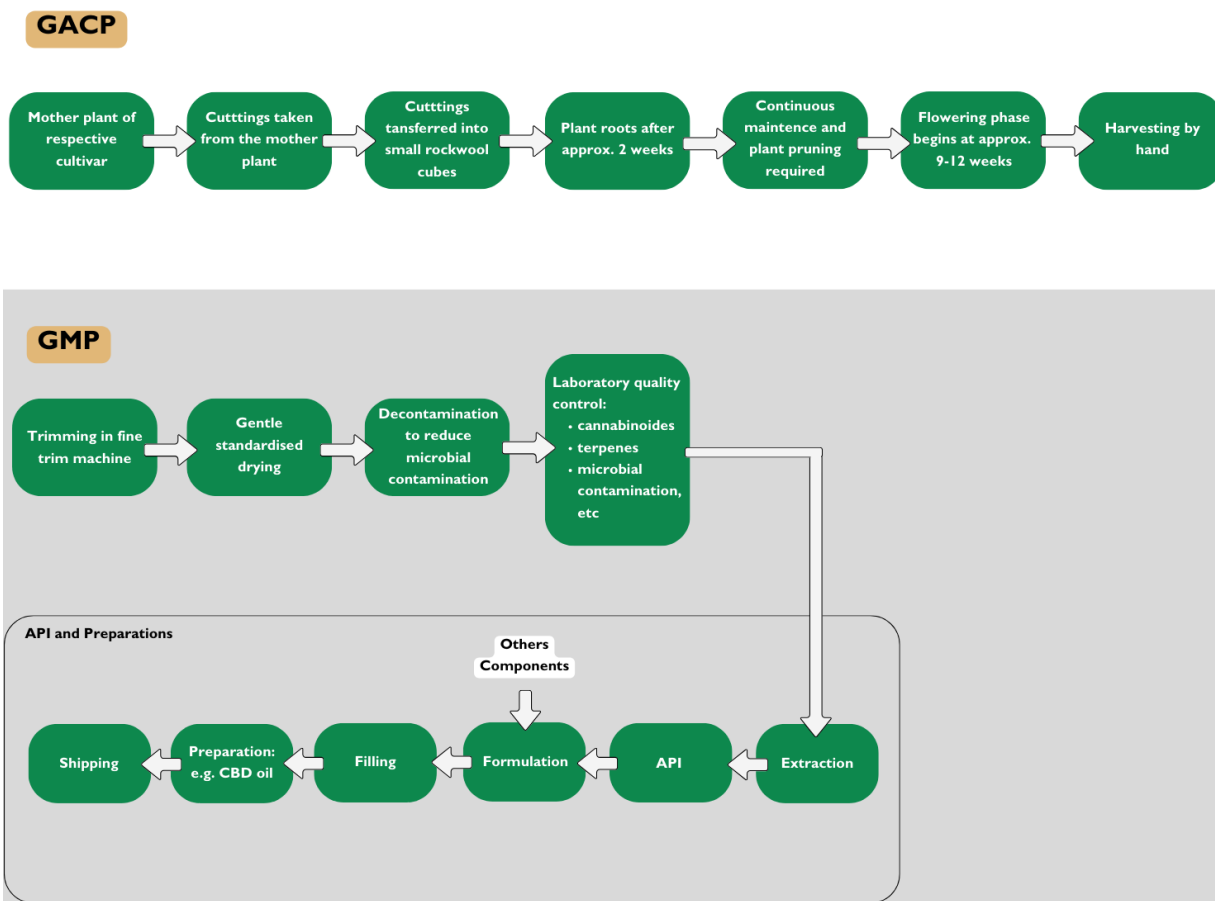 GACP
Mother plant of
respective
cultivar
Cutttings taken
from the mother
plant
Cutttings
tansferred into
small rockwool
cubes
Plant roots after
approx. 2 weeks
Continuous
maintence and
plant pruning
required
Flowering phase
begins at approx.
9-12 weeks
Harvesting by
hand
GMP
Trimming in fine
trim machine
Gentle
standardised
drying
Decontamination
to reduce
microbial
contamination
Laboratory quality
control:
• cannabinoides
• terpenes
• microbial
contamination,
etc
API and Preparations
Others
Components
Shipping
Preparation:
e.g. CBD oil
Filling
Formulation
API
Extraction